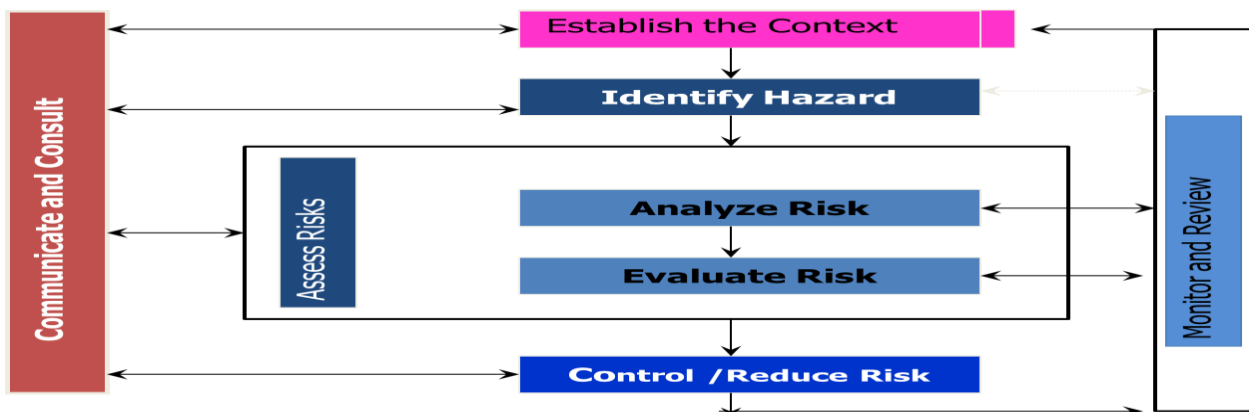 Communicate and Consult
Establish the Context
Identify Hazard
Assess Risks
Analyze Risk
Evaluate Risk
Control /Reduce Risk
Monitor and Review